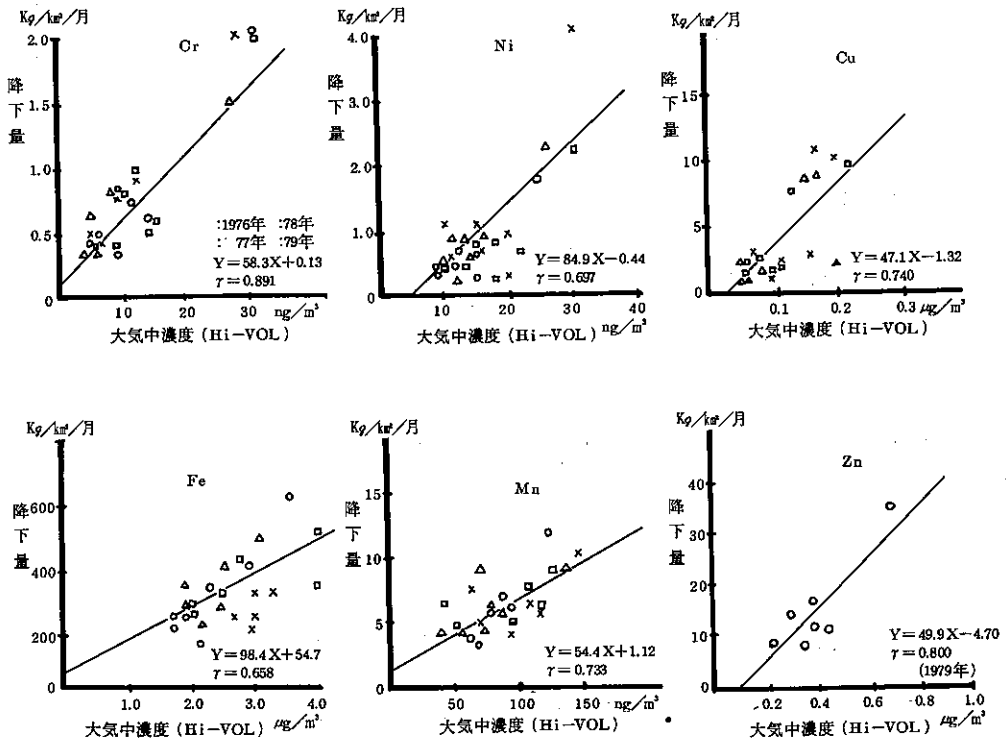 Kg/km²/月
2.0
1.5
1.0
0.5
0
降下量
Cr
:1976年 :78年
: 77年 :79年
Y=58.3X+0.13
γ=0.891
10 20 30
ng/m³
大気中濃度 (Hi-VOL)
Kg/km²/月
4.0
3.0
2.0
1.0
0
降下量
Ni
Y=84.9X-0.44
γ=0.697
10 20 30
ng/m³
大気中濃度 (Hi-VOL)
Kg/km²/月
15
10
5
0
降下量
Cu
Y=47.1X-1.32
γ=0.740
0.1 0.2 0.3 μg/m³
大気中濃度 (Hi-VOL)
Kg/km²/月
600
400
200
0
降下量
Fe
Y=98.4X+54.7
γ=0.658
1.0 2.0 3.0 4.0
μg/m³
大気中濃度 (Hi-VOL)
Kg/km²/月
15
10
5
0
降下量
Mn
Y=54.4X+1.12
γ=0.733
50 100 150
ng/m³
大気中濃度 (Hi-VOL)
Kg/km²/月
40
30
20
10
0
降下量
Zn
Y=49.9X-4.70
γ=0.800
(1979年)
0.2 0.4 0.6 0.8 1.0
μg/m³
大気中濃度 (Hi-VOL)